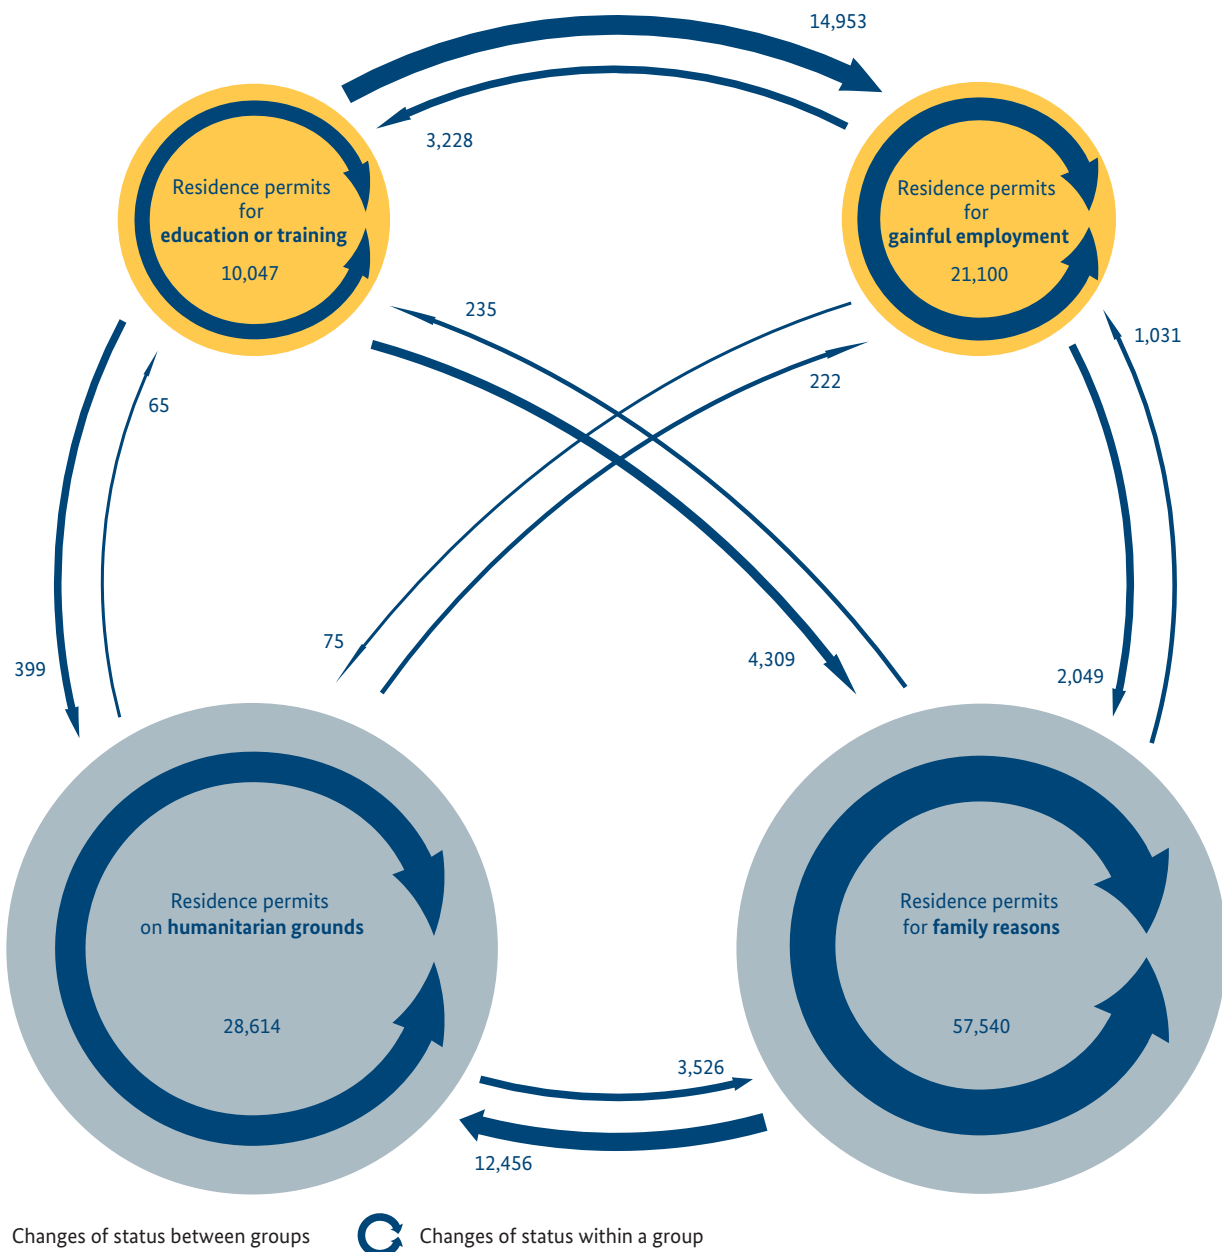 14,953
3,228
Residence permits
for
education or training
10,047
Residence permits
for
gainful employment
21,100
235
222
1,031
65
399
75
4,309
2,049
Residence permits
on humanitarian grounds
28,614
Residence permits
for family reasons
57,540
3,526
12,456
Changes of status between groups
Changes of status within a group